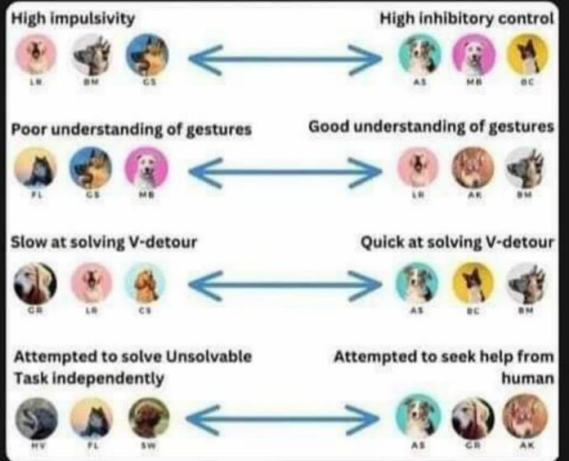 High impulsivity
High inhibitory control
LR BM GS
AS MB BC
Poor understanding of gestures
Good understanding of gestures
FL GS MB
LR AK BM
Slow at solving V-detour
Quick at solving V-detour
GR LR CS
AS BC BM
Attempted to solve Unsolvable
Task independently
Attempted to seek help from
human
HV FL SW
AS GR AK